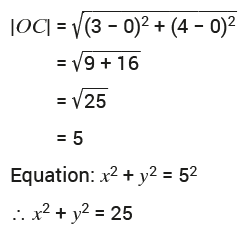 |OC| = √(3 − 0)² + (4 − 0)²
= √9 + 16
= √25
= 5
Equation: x² + y² = 5²
∴ x² + y² = 25